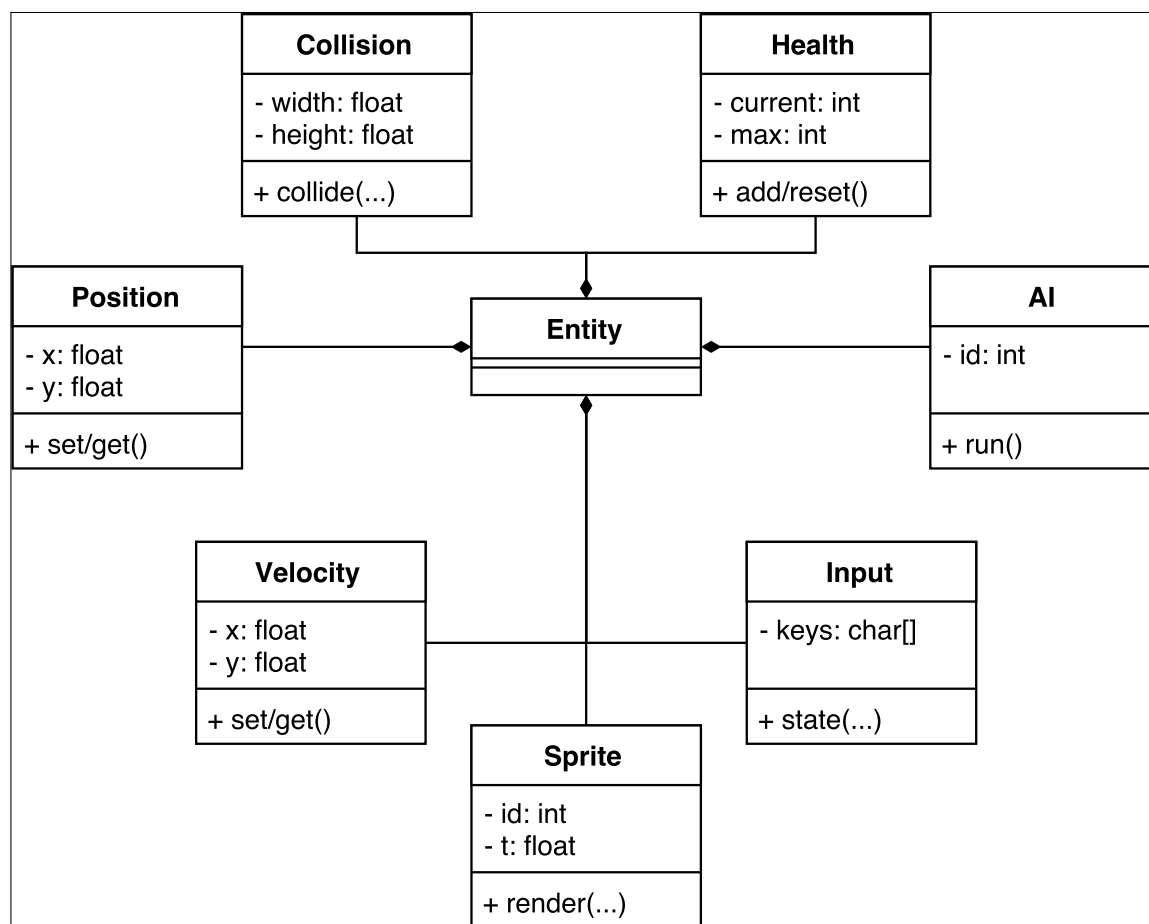 Collision
- width: float
- height: float
+ collide(...)
Health
- current: int
- max: int
+ add/reset()
Position
- x: float
- y: float
+ set/get()
Entity
AI
- id: int
+ run()
Velocity
- x: float
- y: float
+ set/get()
Input
- keys: char[]
+ state(...)
Sprite
- id: int
- t: float
+ render(...)